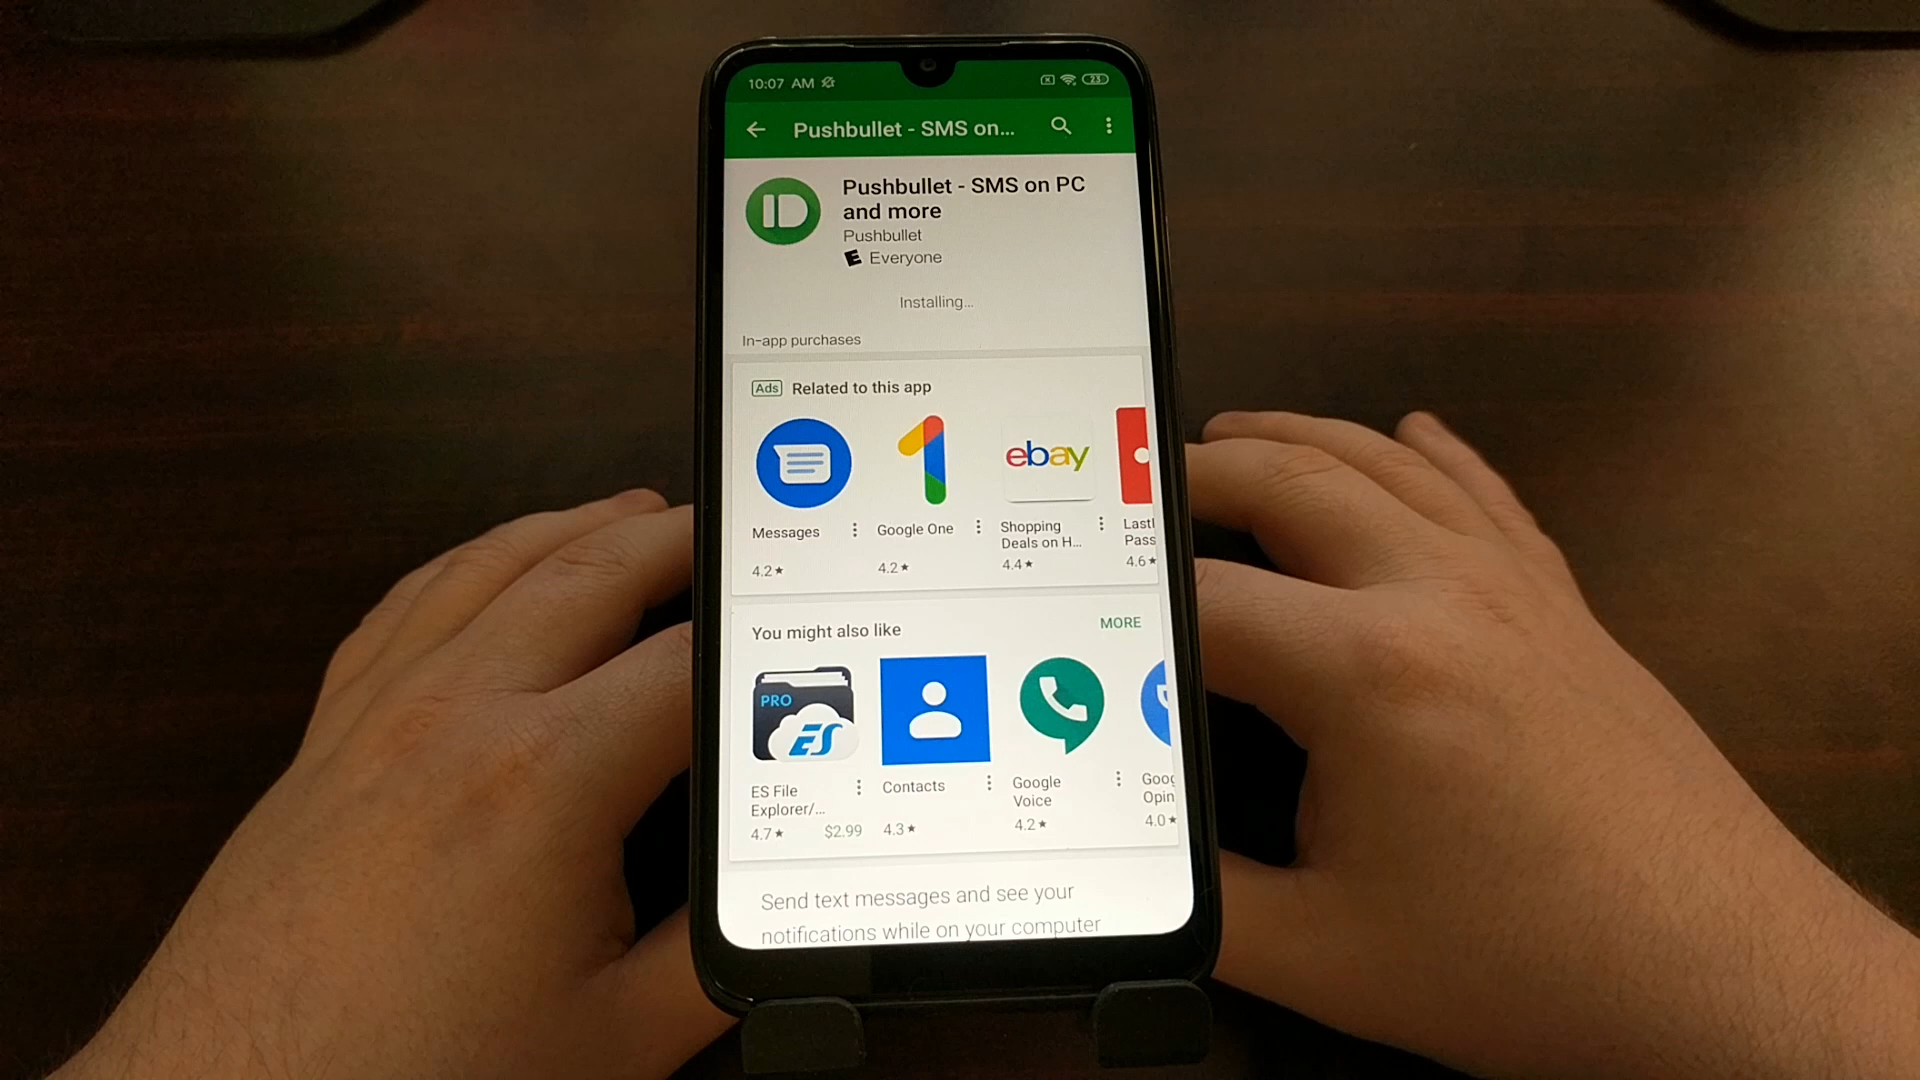 10:07 AM
23
Pushbullet - SMS on...
Pushbullet - SMS on PC
and more
Pushbullet
E Everyone
Installing...
In-app purchases
Ads Related to this app
ebay
Messages
Google One
Shopping
Deals on H...
Pass
4.2★
4.2★
4.4★
4.6★
You might also like
MORE
PRO
ES
ES File
Explorer/...
Contacts
Google
Voice
Goog
Opin
4.7★
$2.99
4.3★
4.2★
4.0★
Send text messages and see your
notifications while on your computer